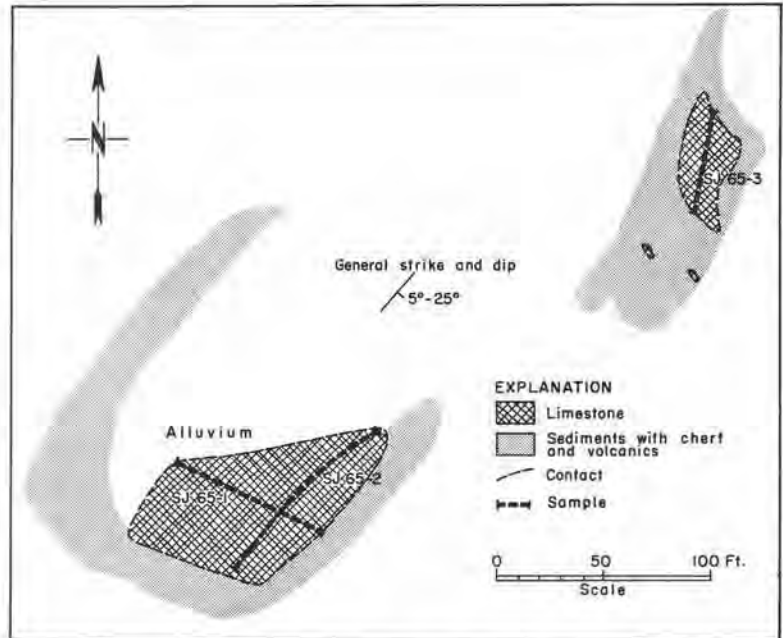 N
SJ 65-3
General strike and dip
5°-25°
EXPLANATION
Limestone
Sediments with chert
and volcanics
Contact
Sample
Alluvium
SJ 65-1
SJ 65-2
0 50 100 Ft.
Scale